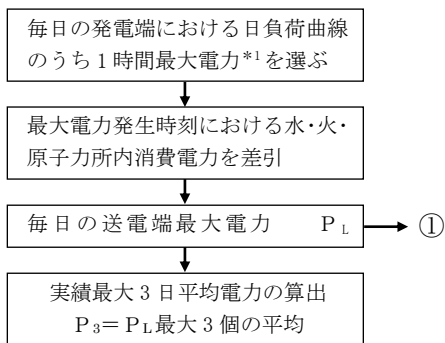 毎日の発電端における日負荷曲線
のうち1時間最大電力*1を選ぶ
最大電力発生時刻における水・火・
原子力所内消費電力を差引
毎日の送電端最大電力 PL
①
実績最大3日平均電力の算出
P3=PL最大3個の平均